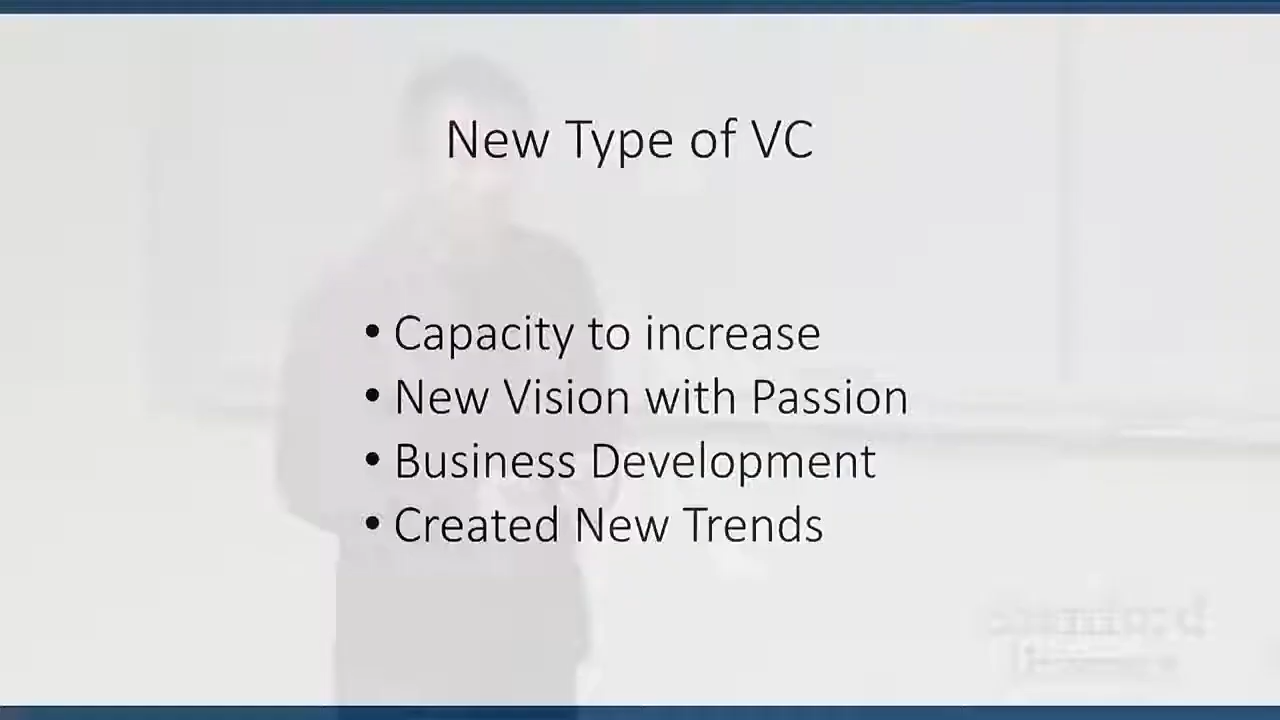 New Type of VC
• Capacity to increase
• New Vision with Passion
• Business Development
• Created New Trends